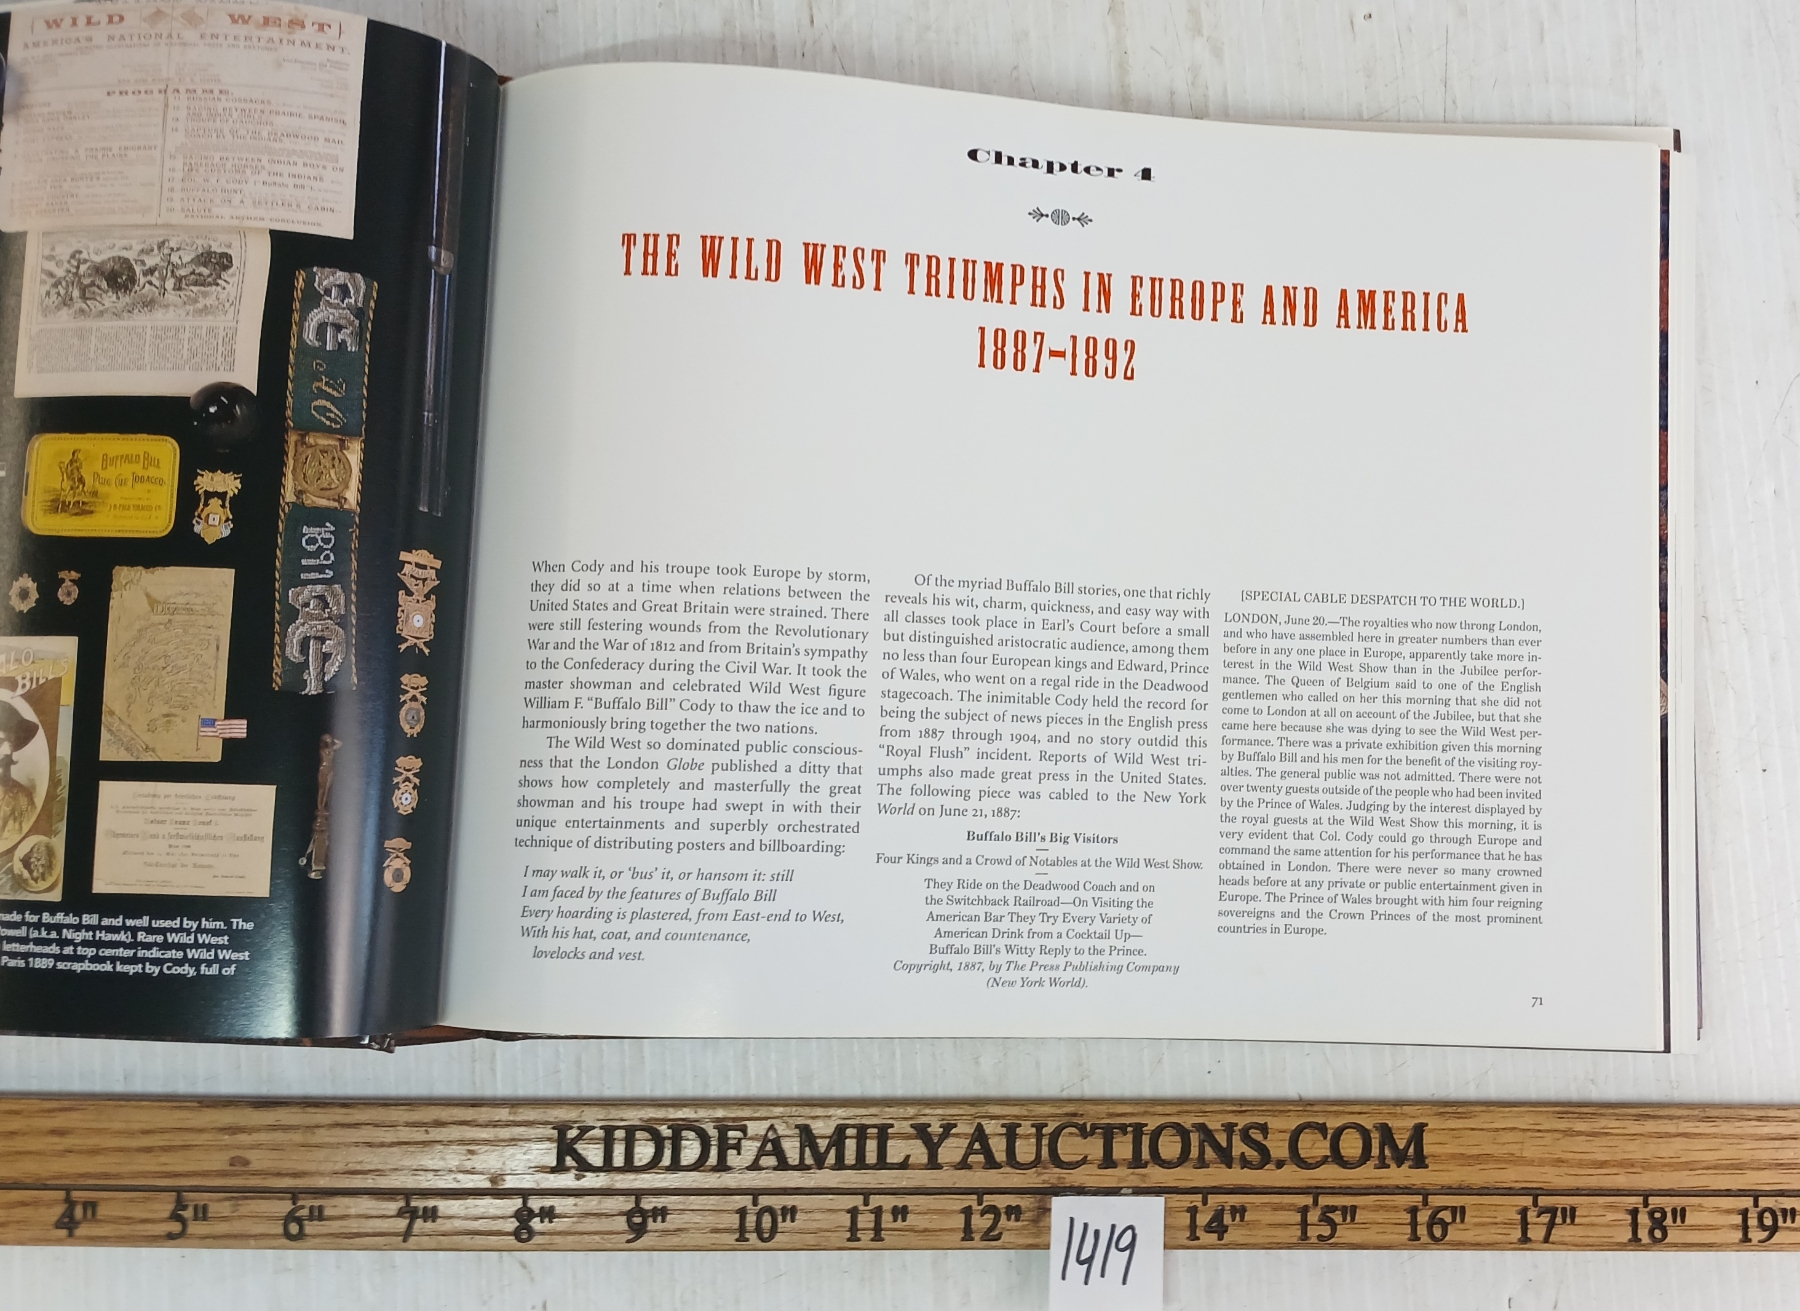 WILD WEST
AMERICA'S NATIONAL ENTERTAINMENT.
PROGRAMME.
BUFFALO BILL
TOBACCO.
1891
BILL'S
made for Buffalo Bill and well used by him. The
(a.k.a. Night Hawk). Rare Wild West
letterheads at top center indicate Wild West
Paris 1889 scrapbook kept by Cody, full of
Chapter 4
THE WILD WEST TRIUMPHS IN EUROPE AND AMERICA
1887–1892
When Cody and his troupe took Europe by storm,
they did so at a time when relations between the
United States and Great Britain were strained. There
were still festering wounds from the Revolutionary
War and the War of 1812 and from Britain's sympathy
to the Confederacy during the Civil War. It took the
master showman and celebrated Wild West figure
William F. “Buffalo Bill” Cody to thaw the ice and to
harmoniously bring together the two nations.
The Wild West so dominated public conscious-
ness that the London Globe published a ditty that
shows how completely and masterfully the great
showman and his troupe had swept in with their
unique entertainments and superbly orchestrated
technique of distributing posters and billboarding:
I may walk it, or ‘bus’ it, or hansom it: still
I am faced by the features of Buffalo Bill
Every hoarding is plastered, from East-end to West,
With his hat, coat, and countenance,
lovelocks and vest.
Of the myriad Buffalo Bill stories, one that richly
reveals his wit, charm, quickness, and easy way with
all classes took place in Earl's Court before a small
but distinguished aristocratic audience, among them
no less than four European kings and Edward, Prince
of Wales, who went on a regal ride in the Deadwood
stagecoach. The inimitable Cody held the record for
being the subject of news pieces in the English press
from 1887 through 1904, and no story outdid this
“Royal Flush” incident. Reports of Wild West tri-
umphs also made great press in the United States.
The following piece was cabled to the New York
World on June 21, 1887:
Buffalo Bill's Big Visitors
—
Four Kings and a Crowd of Notables at the Wild West Show.
—
They Ride on the Deadwood Coach and on
the Switchback Railroad—On Visiting the
American Bar They Try Every Variety of
American Drink from a Cocktail Up—
Buffalo Bill's Witty Reply to the Prince.
Copyright, 1887, by The Press Publishing Company
(New York World).
[SPECIAL CABLE DESPATCH TO THE WORLD.]
LONDON, June 20.—The royalties who now throng London,
and who have assembled here in greater numbers than ever
before in any one place in Europe, apparently take more in-
terest in the Wild West Show than in the Jubilee perfor-
mance. The Queen of Belgium said to one of the English
gentlemen who called on her this morning that she did not
come to London at all on account of the Jubilee, but that she
came here because she was dying to see the Wild West per-
formance. There was a private exhibition given this morning
by Buffalo Bill and his men for the benefit of the visiting roy-
alties. The general public was not admitted. There were not
over twenty guests outside of the people who had been invited
by the Prince of Wales. Judging by the interest displayed by
the royal guests at the Wild West Show this morning, it is
very evident that Col. Cody could go through Europe and
command the same attention for his performance that he has
obtained in London. There were never so many crowned
heads before at any private or public entertainment given in
Europe. The Prince of Wales brought with him four reigning
sovereigns and the Crown Princes of the most prominent
countries in Europe.
71
KIDDFAMILYAUCTIONS.COM
4" 5" 6" 7" 8" 9" 10" 11" 12" 14" 15" 16" 17" 18" 19"
1419